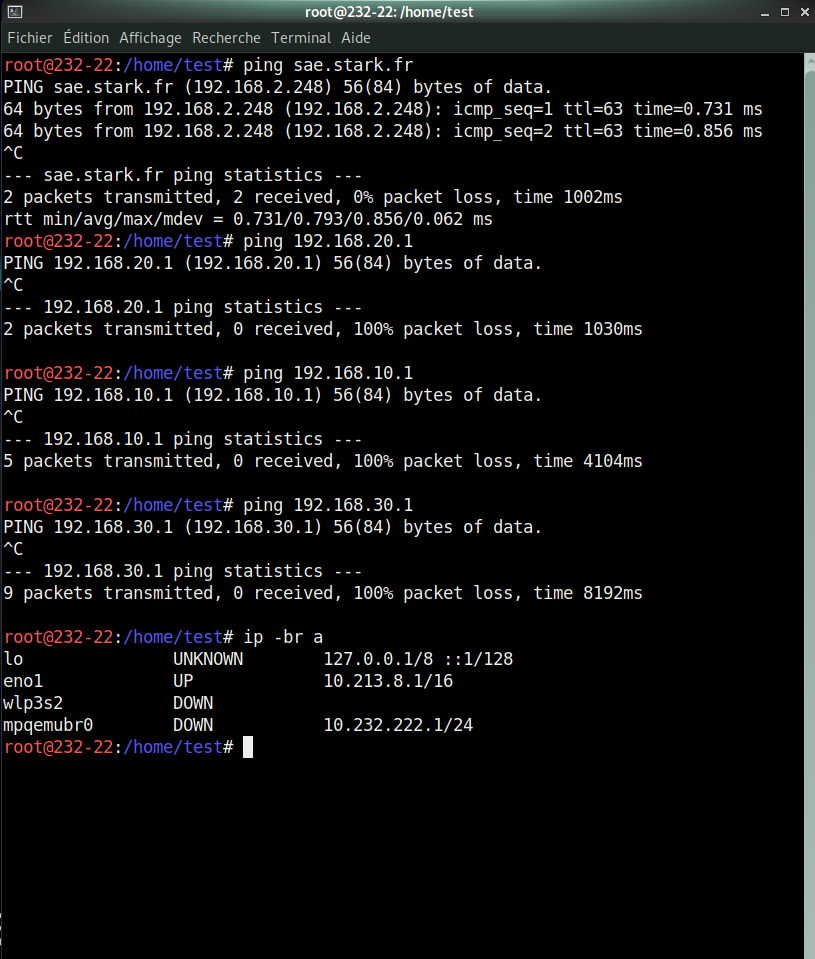 root@232-22: /home/test
Fichier Édition Affichage Recherche Terminal Aide
root@232-22:/home/test# ping sae.stark.fr
PING sae.stark.fr (192.168.2.248) 56(84) bytes of data.
64 bytes from 192.168.2.248 (192.168.2.248): icmp_seq=1 ttl=63 time=0.731 ms
64 bytes from 192.168.2.248 (192.168.2.248): icmp_seq=2 ttl=63 time=0.856 ms
^C
--- sae.stark.fr ping statistics ---
2 packets transmitted, 2 received, 0% packet loss, time 1002ms
rtt min/avg/max/mdev = 0.731/0.793/0.856/0.062 ms
root@232-22:/home/test# ping 192.168.20.1
PING 192.168.20.1 (192.168.20.1) 56(84) bytes of data.
^C
--- 192.168.20.1 ping statistics ---
2 packets transmitted, 0 received, 100% packet loss, time 1030ms
root@232-22:/home/test# ping 192.168.10.1
PING 192.168.10.1 (192.168.10.1) 56(84) bytes of data.
^C
--- 192.168.10.1 ping statistics ---
5 packets transmitted, 0 received, 100% packet loss, time 4104ms
root@232-22:/home/test# ping 192.168.30.1
PING 192.168.30.1 (192.168.30.1) 56(84) bytes of data.
^C
--- 192.168.30.1 ping statistics ---
9 packets transmitted, 0 received, 100% packet loss, time 8192ms
root@232-22:/home/test# ip -br a
lo UNKNOWN 127.0.0.1/8 ::1/128
eno1 UP 10.213.8.1/16
wlp3s2 DOWN
mpqemubr0 DOWN 10.232.222.1/24
root@232-22:/home/test#